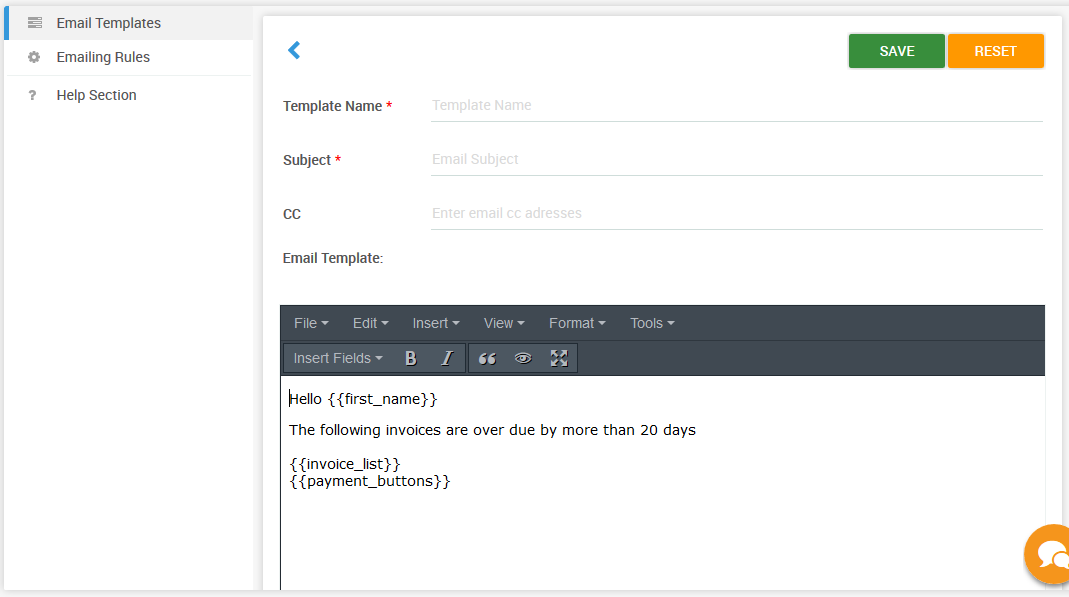 Email Templates
Emailing Rules
? Help Section
SAVE RESET
Template Name * Template Name
Subject * Email Subject
CC Enter email cc adresses
Email Template:
File Edit Insert View Format Tools
Insert Fields B I
Hello {{first_name}}
The following invoices are over due by more than 20 days
{{invoice_list}}
{{payment_buttons}}